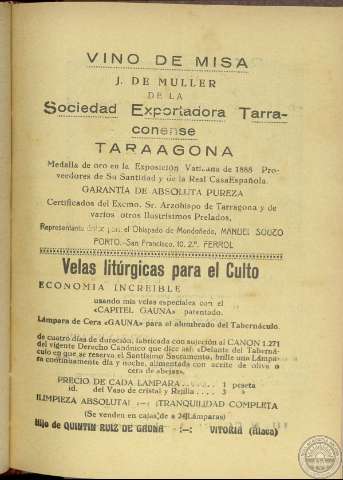 VINO DE MISA
J. DE MULLER
DE LA
Sociedad Exportadora Tarra-
conense
TARAAGONA
Medalla de oro en la Exposición Vaticana de 1888 Pro-
veedores de Su Santidad y de la Real CasaEspañola.
GARANTÍA DE ABSOLUTA PUREZA
Certificados del Excmo. Sr. Arzobispo de Tarragona y de
varios otros Ilustrísimos Prelados,
Representante para el Obispado de Mondoñedo, MANUEL SOUZO
PORTO.-San Francisco, 10, 2.º FERROL
Velas litúrgicas para el Culto
ECONOMIA INCREIBLE
usando mis velas especiales con el
«CAPITEL GAUNA» patentado.
Lámpara de Cera «GAUNA» para el alumbrado del Tabernáculo
de cuatro días de duración, fabricada con sujeción al CANON 1.271
del vigente Derecho Canónico que dice así: «Delante del Taberná-
culo en que se reserva el Santísimo Sacramento, brille una Lámpa-
ra continuamente día y noche, alimentada con aceite de oliva o
cera de abejas».
PRECIO DE CADA LAMPARA . . . . . 1 peseta
id. del Vaso de cristal y Rejilla . . . . 3 »
¡LIMPIEZA ABSOLUTA! :—: ¡TRANQUILIDAD COMPLETA
(Se venden en cajas de a 24 Lámparas)
Hijo de QUINTIN RUIZ DE GAUNA :—: VITORIA (Alava)